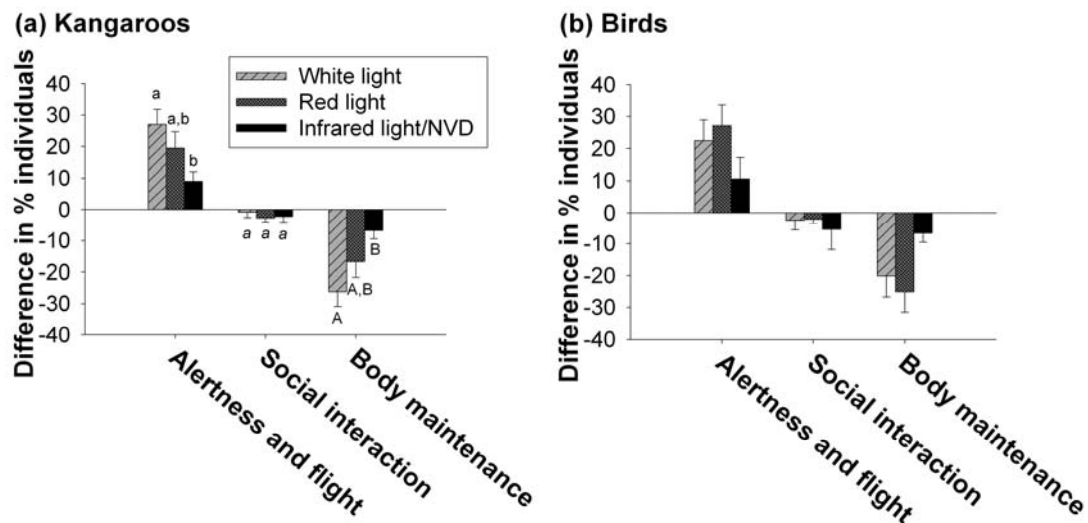 (a) Kangaroos
Difference in % individuals
40
30
20
10
0
-10
-20
-30
-40
White light
Red light
Infrared light/NVD
a
a,b
b
a
a
a
A
A,B
B
Alertness and flight
Social interaction
Body maintenance
(b) Birds
Difference in % individuals
40
30
20
10
0
-10
-20
-30
-40
Alertness and flight
Social interaction
Body maintenance